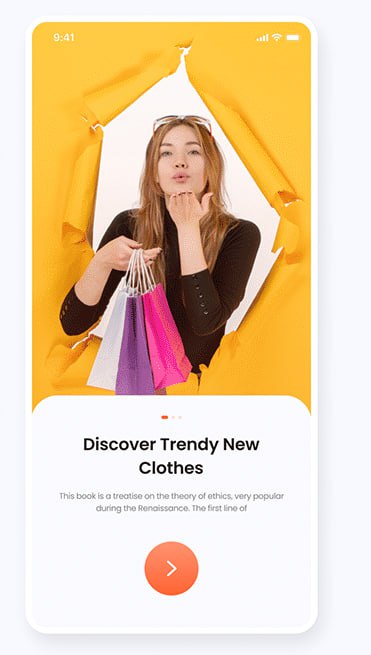 9:41
Discover Trendy New
Clothes
This book is a treatise on the theory of ethics, very popular
during the Renaissance. The first line of